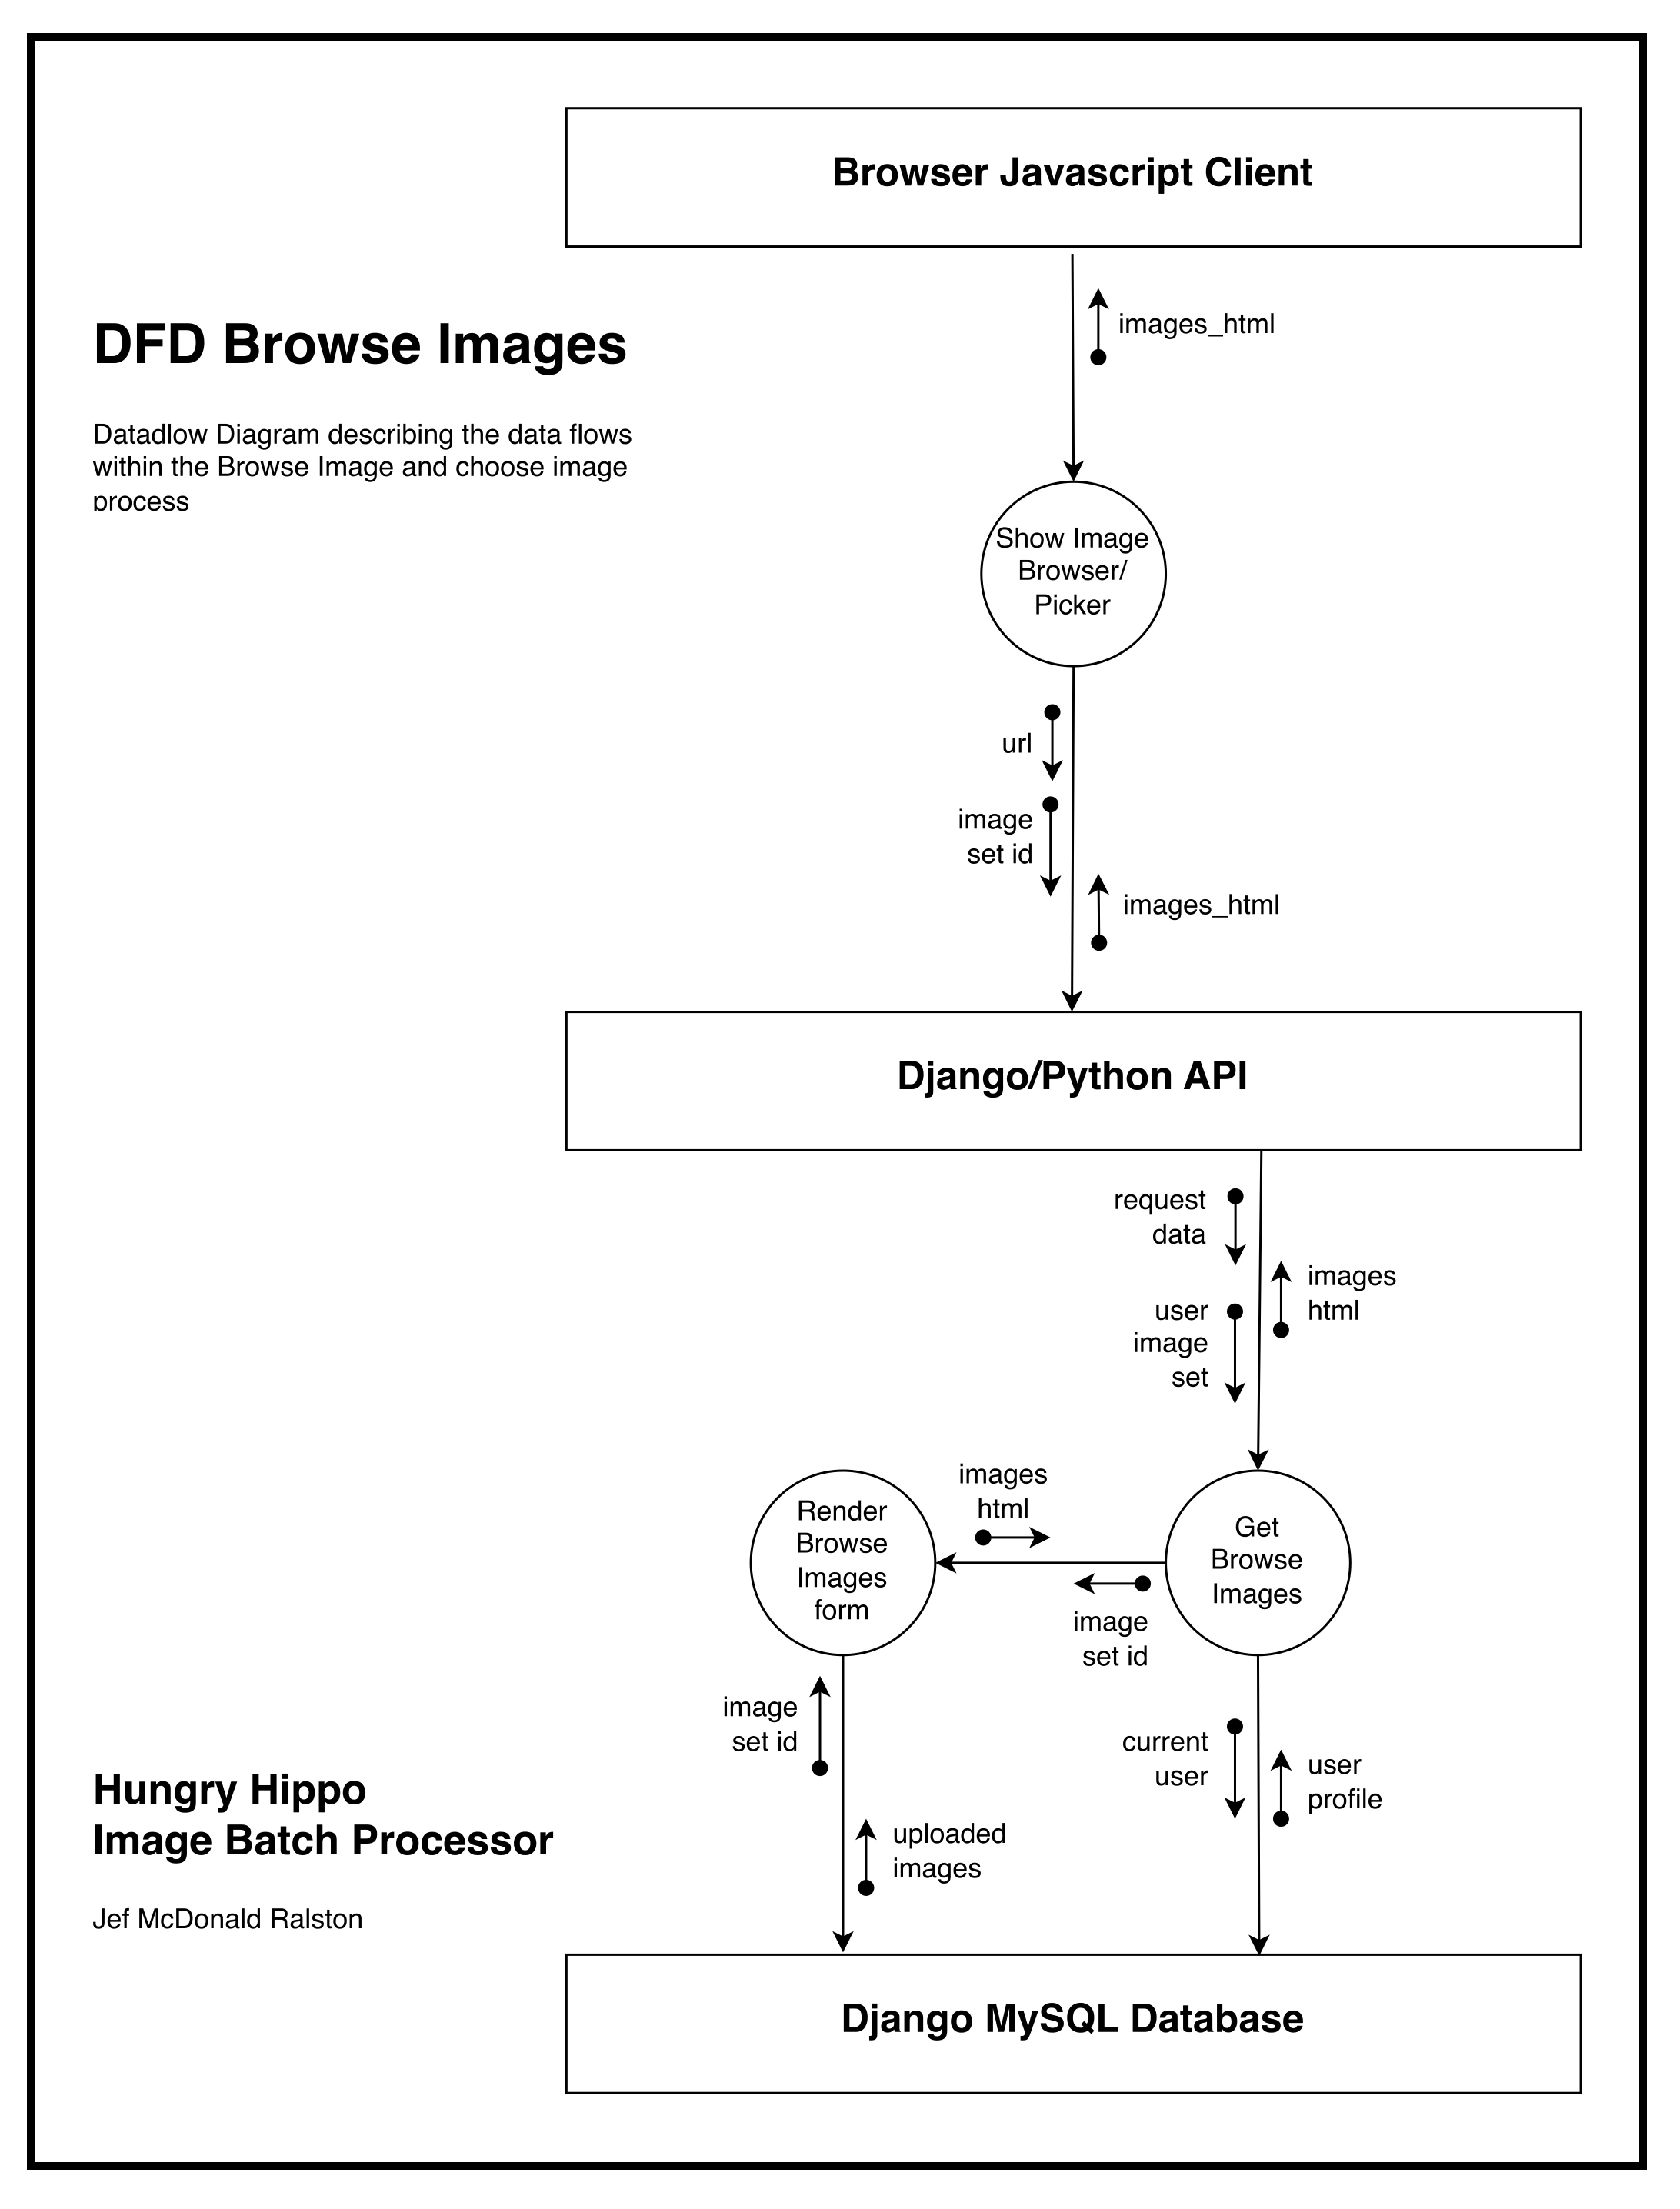 Browser Javascript Client
images_html
DFD Browse Images
Datadlow Diagram describing the data flows
within the Browse Image and choose image
process
Show Image
Browser/
Picker
url
image
set id
images_html
Django/Python API
request
data
images
html
user
image
set
images
html
Render
Browse
Images
form
Get
Browse
Images
image
set id
image
set id
current
user
user
profile
Hungry Hippo
Image Batch Processor
uploaded
images
Jef McDonald Ralston
Django MySQL Database